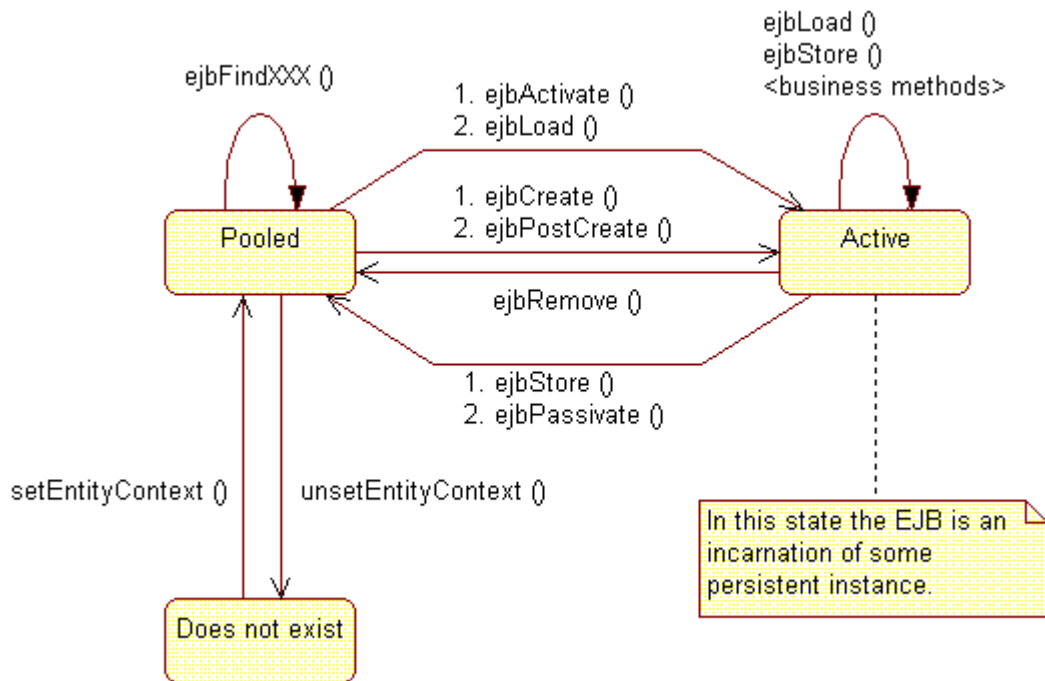 ejbLoad ()
ejbStore ()
<business methods>
ejbFindXXX ()
1. ejbActivate ()
2. ejbLoad ()
1. ejbCreate ()
2. ejbPostCreate ()
Pooled
Active
ejbRemove ()
1. ejbStore ()
2. ejbPassivate ()
setEntityContext ()
unsetEntityContext ()
In this state the EJB is an
incarnation of some
persistent instance.
Does not exist